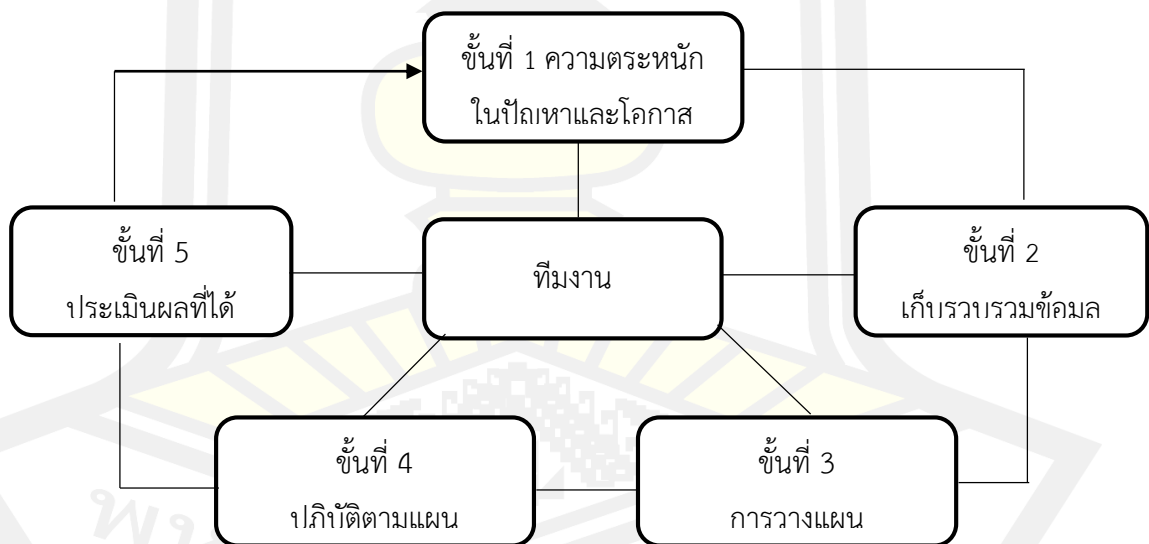 ขั้นที่ 1 ความตระหนัก
ในปัญหาและโอกาส
ขั้นที่ 5
ประเมินผลที่ได้
ทีมงาน
ขั้นที่ 2
เก็บรวบรวมข้อมูล
ขั้นที่ 4
ปฏิบัติตามแผน
ขั้นที่ 3
การวางแผน